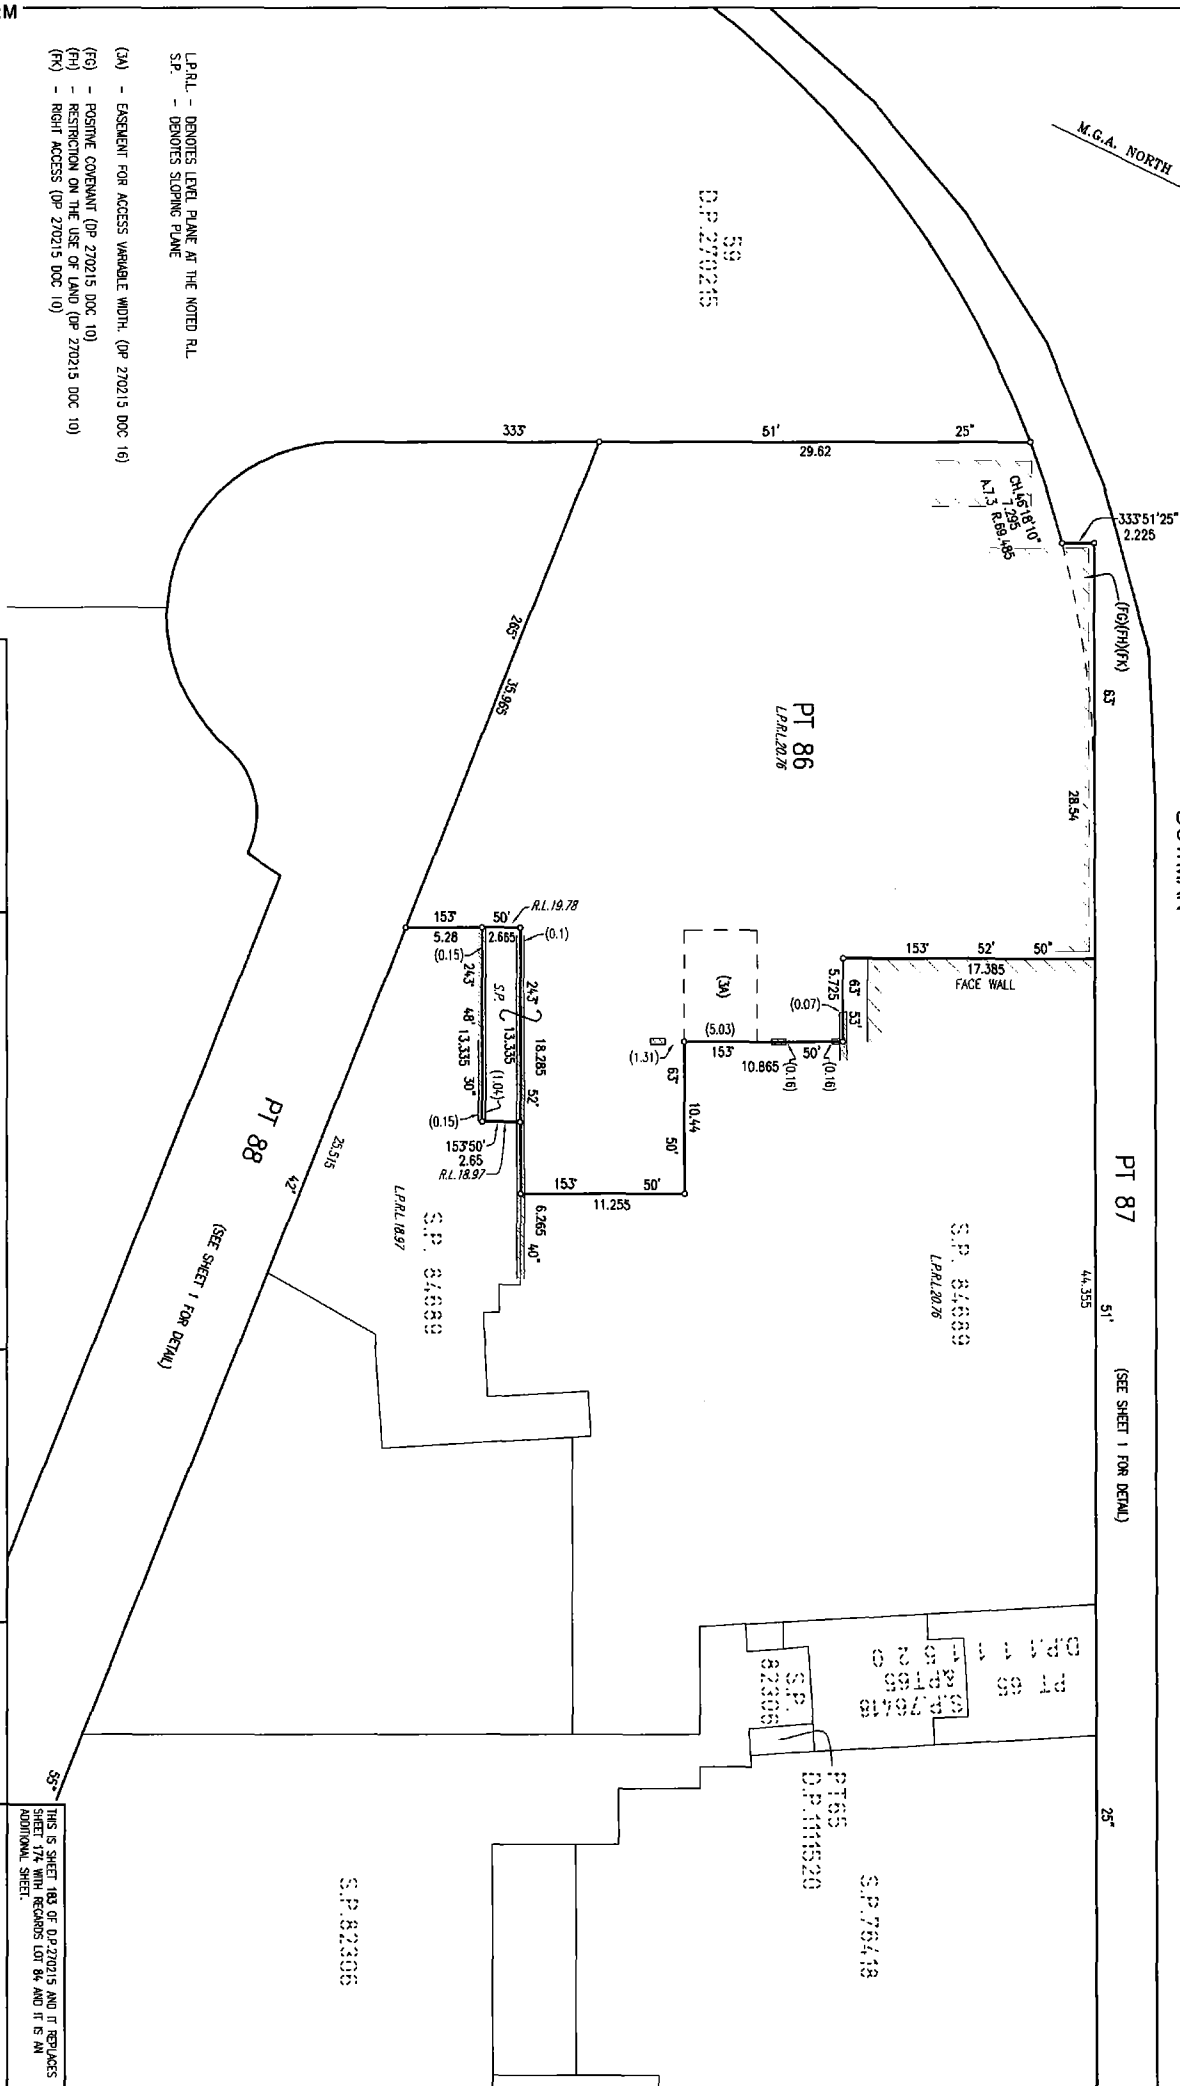 M.G.A. NORTH
L.P.R.L. - DENOTES LEVEL PLANE AT THE NOTED R.L.
S.P. - DENOTES SLOPING PLANE
(3A) - EASEMENT FOR ACCESS VARIABLE WIDTH. (DP 270215 DOC 16)
(FG) - POSITIVE COVENANT (DP 270215 DOC 10)
(FH) - RESTRICTION ON THE USE OF LAND (DP 270215 DOC 10)
(FK) - RIGHT ACCESS (DP 270215 DOC 10)
59
D.P.270215
333°
51'
25"
29.62
CH.46°18'10"
7.295
A.7.3 R.69.485
333°51'25"
2.225
(FG)(FH)(FK)
63°
28.54
265°
35.965
PT 86
L.P.R.L.20.76
153°
52'
50"
17.385
FACE WALL
63°
53'
5.725
(0.07)
(3A)
(5.03)
153°
50'
10.865
(0.16)
(0.16)
(1.31)
63°
10.44
50'
153°
50'
11.255
153°
50'
R.L.19.78
5.28
2.665
(0.1)
(0.15)
243°
48'
13.335
30"
S.P.
13.335
243°
18.285
52'
(1.04)
(0.15)
153°50'
2.65
R.L.18.97
6.265
40"
L.P.R.L.18.97
S.P. 84689
PT 88
25.515
42'
(SEE SHEET 1 FOR DETAIL)
PT 87
44.355
51'
(SEE SHEET 1 FOR DETAIL)
S.P. 84689
L.P.R.L.20.76
S.P.
82306
PT65
D.P.1111520
S.P.76418
25"
S.P.82306
55"
THIS IS SHEET 183 OF D.P.270215 AND IT REPLACES
SHEET 174 WITH REGARDS LOT 84 AND IT IS AN
ADDITIONAL SHEET.